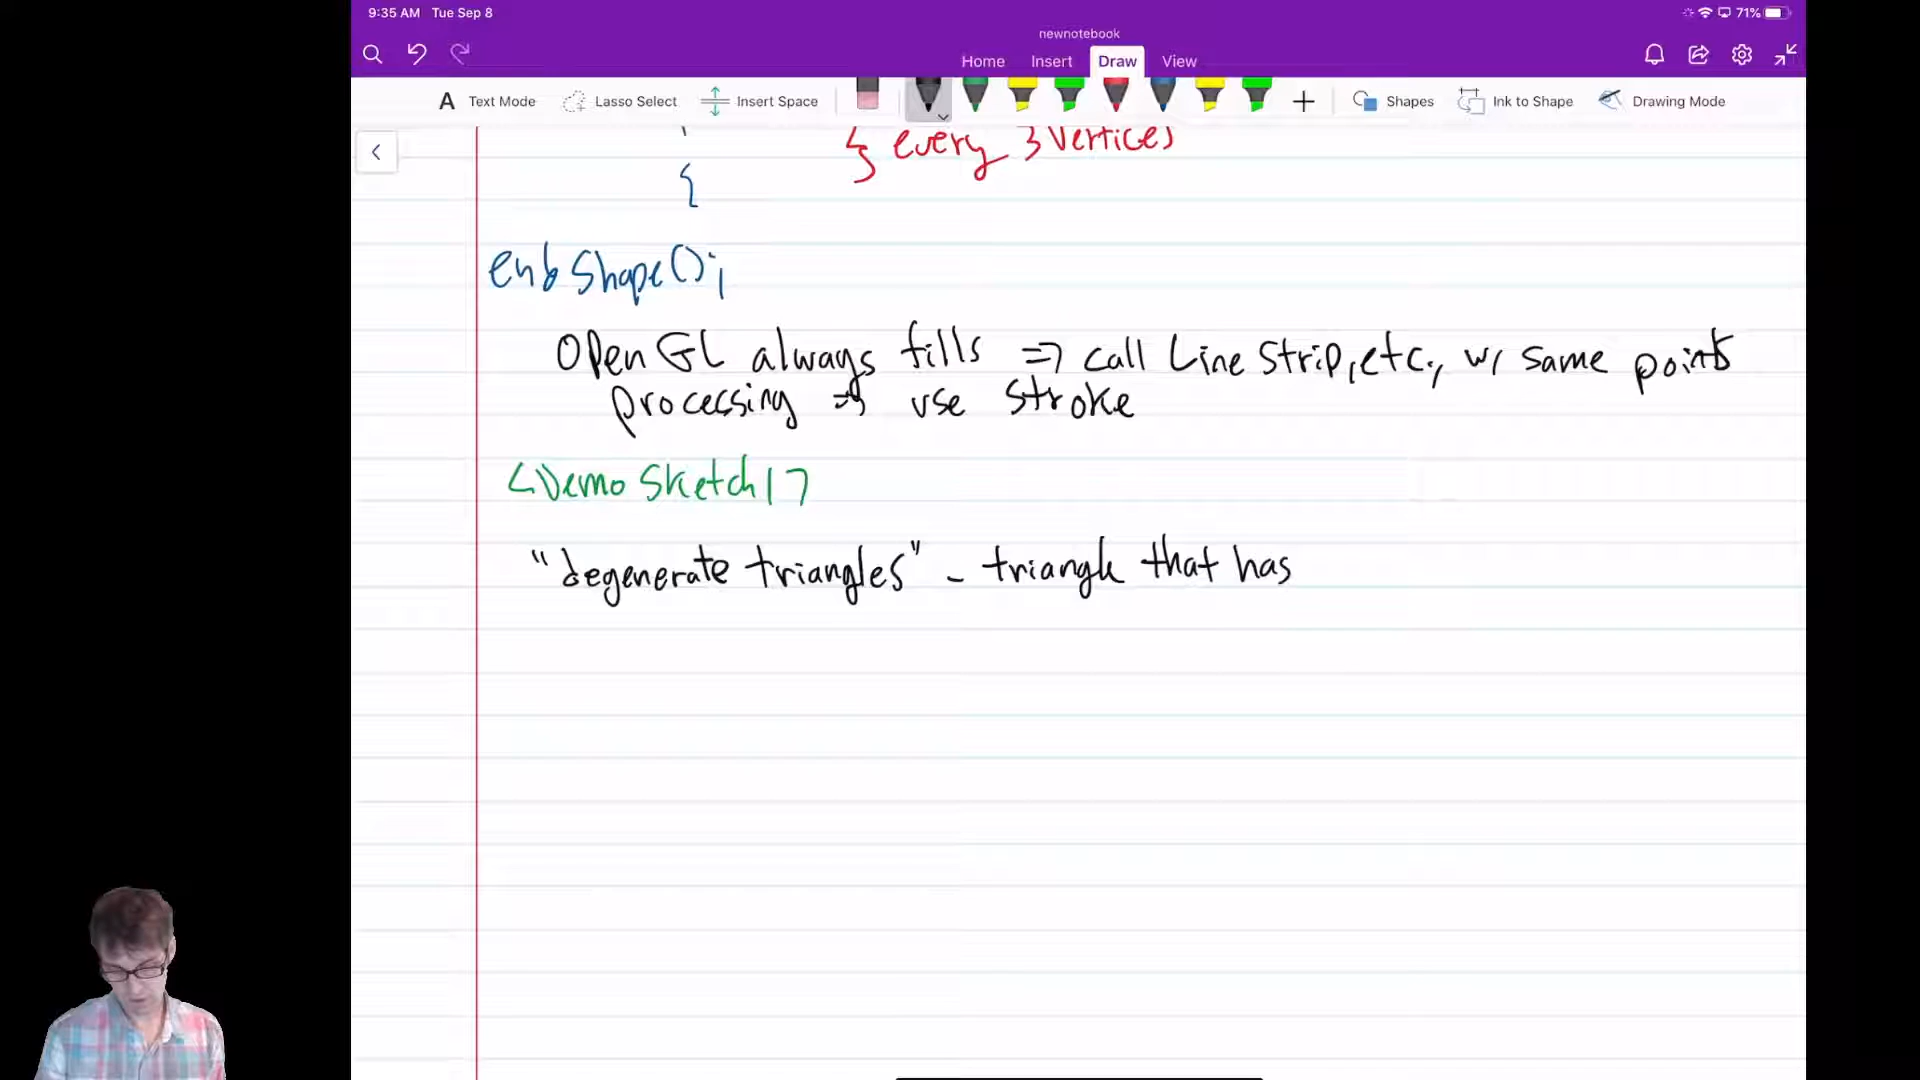 9:35 AM Tue Sep 8
71%
newnotebook
Home Insert Draw View
Text Mode Lasso Select Insert Space Shapes Ink to Shape Drawing Mode
{ every 3 vertices
{
endShape();
OpenGL always fills => call Line Strip, etc., w/ same points
processing => use stroke
<Demo Sketch1>
"degenerate triangles" - triangle that has